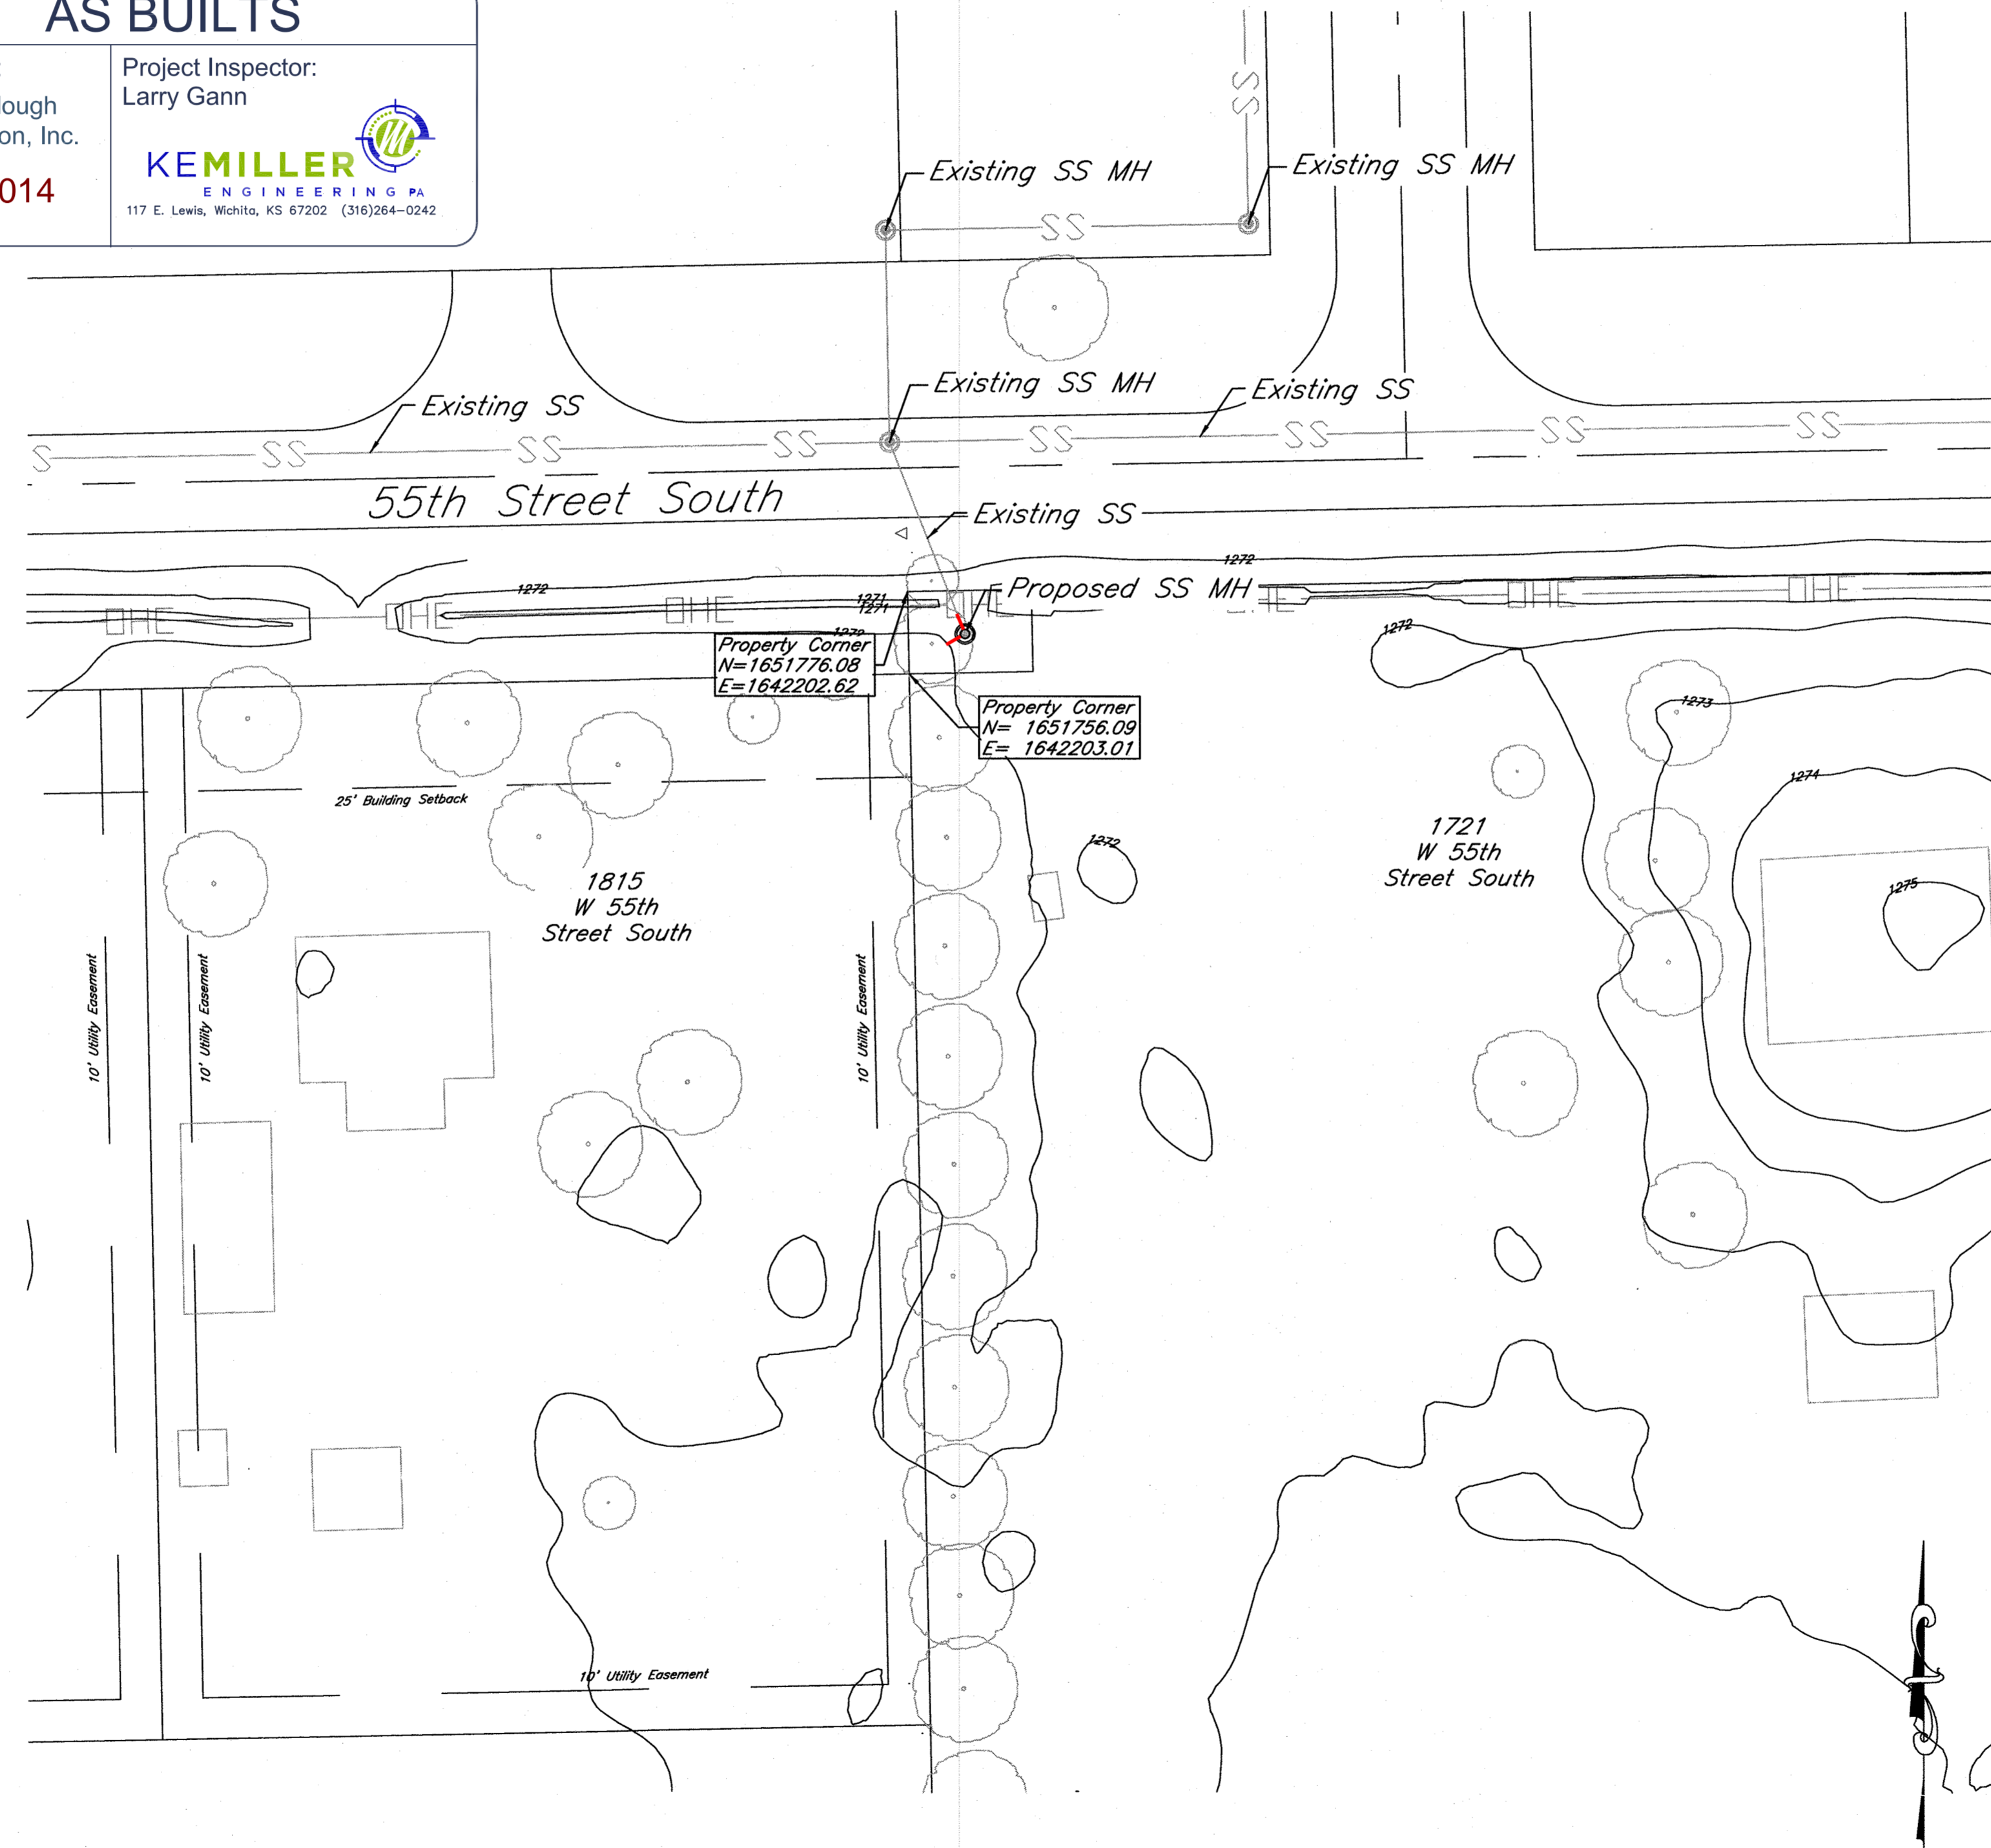 AS BUILTS
Project Inspector:
Larry Gann
lough
on, Inc.
014
KEMILLER
ENGINEERING PA
117 E. Lewis, Wichita, KS 67202 (316)264-0242
SS
Existing SS MH
Existing SS MH
SS
Existing SS MH
Existing SS
Existing SS
S
SS
SS
SS
SS
SS
SS
SS
55th Street South
Existing SS
1272
1272
Proposed SS MH
OHE
OHE
OHE
1271
1271
OHE
OHE
1272
Property Corner
N=1651776.08
E=1642202.62
1272
Property Corner
N= 1651756.09
E= 1642203.01
1273
1274
25' Building Setback
1721
W 55th
Street South
1272
1815
W 55th
Street South
1275
10' Utility Easement
10' Utility Easement
10' Utility Easement
10' Utility Easement